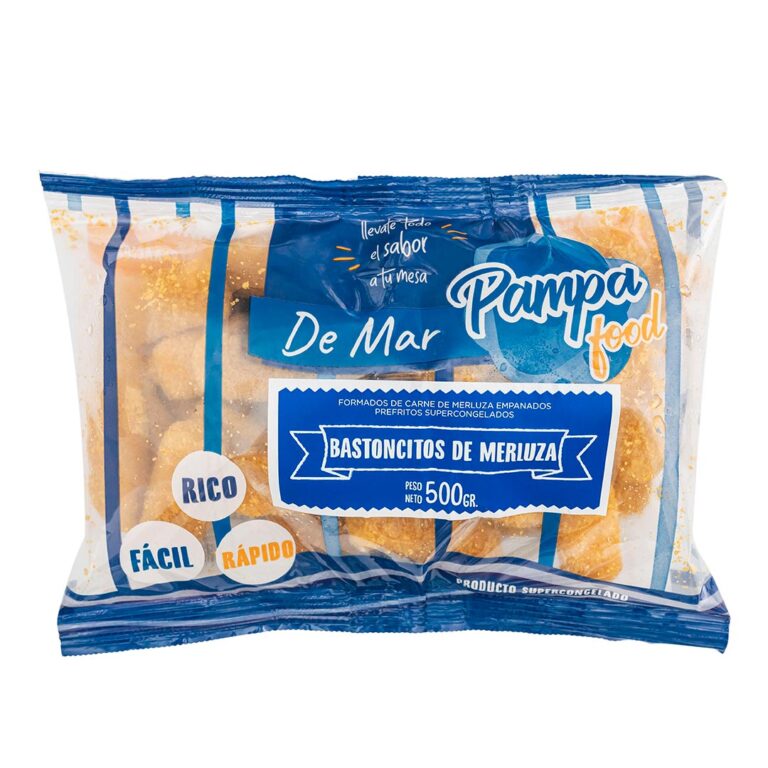 llevate todo
el sabor
a tu mesa
De Mar
Pampa
food
FORMADOS DE CARNE DE MERLUZA EMPANADOS
PREFRITOS SUPERCONGELADOS
BASTONCITOS DE MERLUZA
PESO
NETO 500GR.
RICO
FÁCIL
RÁPIDO
PRODUCTO SUPERCONGELADO